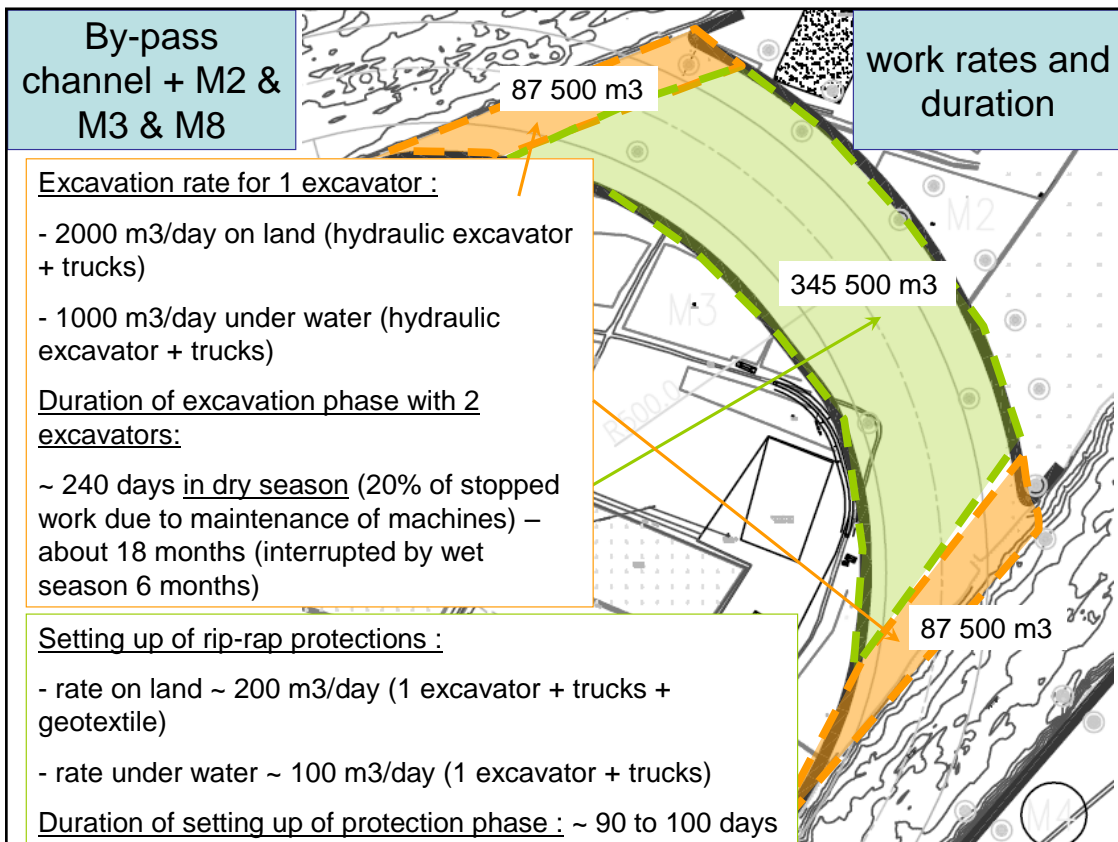 By-pass
channel + M2 &
M3 & M8
work rates and
duration
87 500 m3
Excavation rate for 1 excavator :
- 2000 m3/day on land (hydraulic excavator
+ trucks)
- 1000 m3/day under water (hydraulic
excavator + trucks)
Duration of excavation phase with 2
excavators:
~ 240 days in dry season (20% of stopped
work due to maintenance of machines) –
about 18 months (interrupted by wet
season 6 months)
M2
345 500 m3
M3
87 500 m3
Setting up of rip-rap protections :
- rate on land ~ 200 m3/day (1 excavator + trucks +
geotextile)
- rate under water ~ 100 m3/day (1 excavator + trucks)
Duration of setting up of protection phase : ~ 90 to 100 days
M4